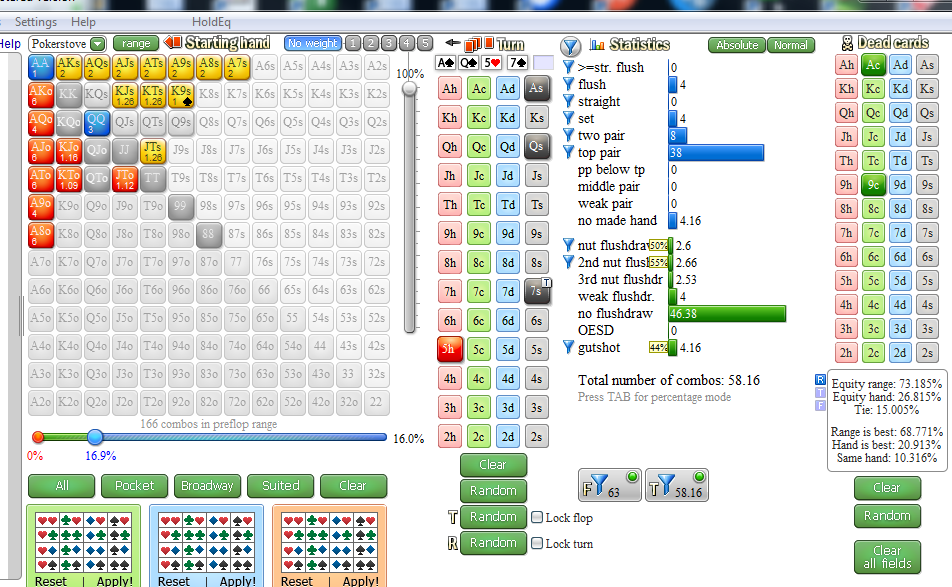 Settings Help HoldEq
Help Pokerstove range Starting hand No weight 1 2 3 4 5 Turn Statistics Absolute Normal Dead cards
AA 1 AKs 2 AQs 2 AJs 2 ATs 2 A9s 2 A8s 2 A7s 2 A6s A5s A4s A3s A2s
AKo 6 KK KQs KJs 1.26 KTs 1.26 K9s 1 ♠ K8s K7s K6s K5s K4s K3s K2s
AQo 4 KQo QQ 3 QJs QTs Q9s Q8s Q7s Q6s Q5s Q4s Q3s Q2s
AJo 6 KJo 1.16 QJo JJ JTs 1.26 J9s J8s J7s J6s J5s J4s J3s J2s
ATo 6 KTo 1.09 QTo JTo 1.12 TT T9s T8s T7s T6s T5s T4s T3s T2s
A9o 4 K9o Q9o J9o T9o 99 98s 97s 96s 95s 94s 93s 92s
A8o 6 K8o Q8o J8o T8o 98o 88 87s 86s 85s 84s 83s 82s
A7o K7o Q7o J7o T7o 97o 87o 77 76s 75s 74s 73s 72s
A6o K6o Q6o J6o T6o 96o 86o 76o 66 65s 64s 63s 62s
A5o K5o Q5o J5o T5o 95o 85o 75o 65o 55 54s 53s 52s
A4o K4o Q4o J4o T4o 94o 84o 74o 64o 54o 44 43s 42s
A3o K3o Q3o J3o T3o 93o 83o 73o 63o 53o 43o 33 32s
A2o K2o Q2o J2o T2o 92o 82o 72o 62o 52o 42o 32o 22
166 combos in preflop range
0% 16.9% 16.0%
100%
All Pocket Broadway Suited Clear
Reset | Apply! Reset | Apply! Reset | Apply!
A♠ Q♠ 5♥ 7♠
Ah Ac Ad As
Kh Kc Kd Ks
Qh Qc Qd Qs
Jh Jc Jd Js
Th Tc Td Ts
9h 9c 9d 9s
8h 8c 8d 8s
7h 7c 7d 7s T
6h 6c 6d 6s
5h 5c 5d 5s
4h 4c 4d 4s
3h 3c 3d 3s
2h 2c 2d 2s
Clear
Random
T Random Lock flop
R Random Lock turn
>=str. flush 0
flush 4
straight 0
set 4
two pair 8
top pair 38
pp below tp 0
middle pair 0
weak pair 0
no made hand 4.16
nut flushdraw 50% 2.6
2nd nut flusl 55% 2.66
3rd nut flushdr 2.53
weak flushdr. 4
no flushdraw 46.38
OESD 0
gutshot 44% 4.16
Total number of combos: 58.16
Press TAB for percentage mode
F 63 T 58.16
Ah Ac Ad As
Kh Kc Kd Ks
Qh Qc Qd Qs
Jh Jc Jd Js
Th Tc Td Ts
9h 9c 9d 9s
8h 8c 8d 8s
7h 7c 7d 7s
6h 6c 6d 6s
5h 5c 5d 5s
4h 4c 4d 4s
3h 3c 3d 3s
2h 2c 2d 2s
R Equity range: 73.185%
T Equity hand: 26.815%
F Tie: 15.005%
Range is best: 68.771%
Hand is best: 20.913%
Same hand: 10.316%
Clear
Random
Clear
all fields